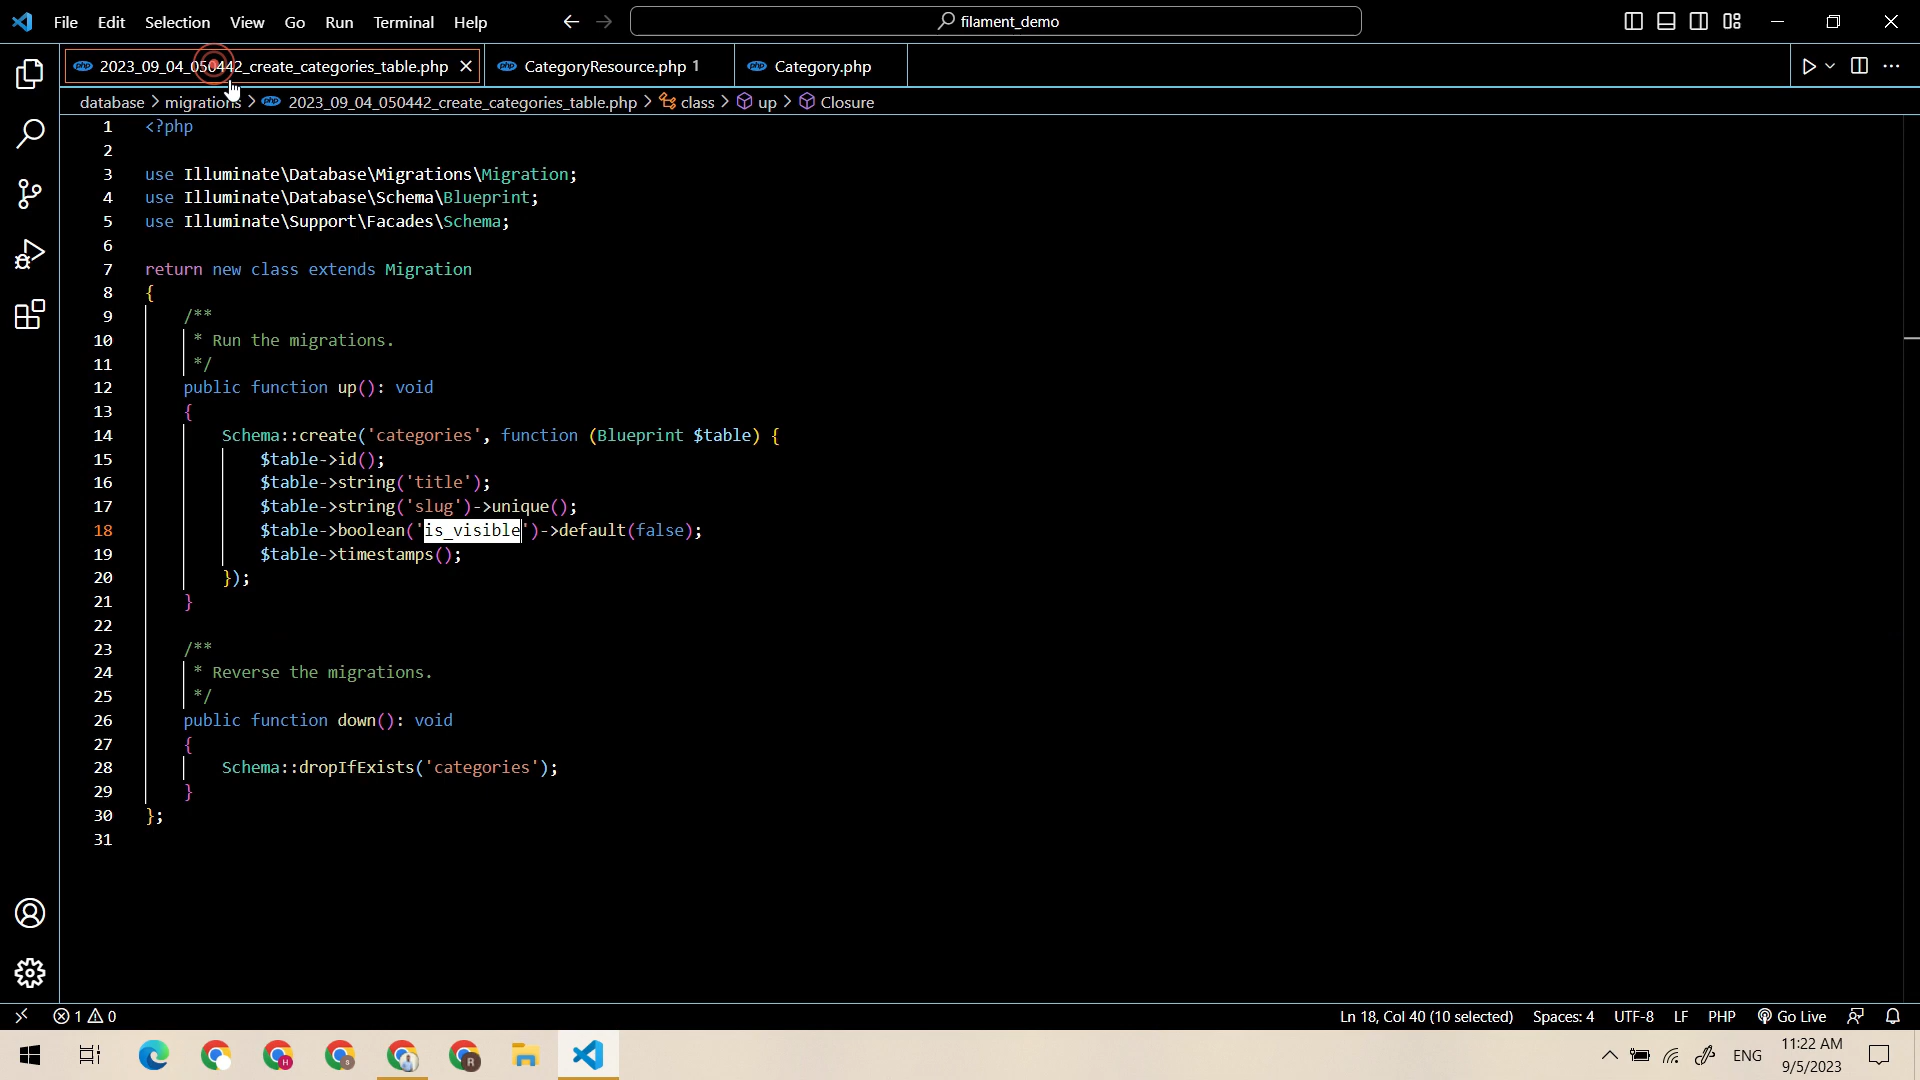 File Edit Selection View Go Run Terminal Help
filament_demo
2023_09_04_050442_create_categories_table.php
CategoryResource.php 1
Category.php
database > migrations > 2023_09_04_050442_create_categories_table.php > class > up > Closure
1 <?php
2
3 use Illuminate\Database\Migrations\Migration;
4 use Illuminate\Database\Schema\Blueprint;
5 use Illuminate\Support\Facades\Schema;
6
7 return new class extends Migration
8 {
9 /**
10 * Run the migrations.
11 */
12 public function up(): void
13 {
14 Schema::create('categories', function (Blueprint $table) {
15 $table->id();
16 $table->string('title');
17 $table->string('slug')->unique();
18 $table->boolean('is_visible')->default(false);
19 $table->timestamps();
20 });
21 }
22
23 /**
24 * Reverse the migrations.
25 */
26 public function down(): void
27 {
28 Schema::dropIfExists('categories');
29 }
30 };
31
1 0
Ln 18, Col 40 (10 selected) Spaces: 4 UTF-8 LF PHP Go Live
H
S
R
ENG
11:22 AM
9/5/2023